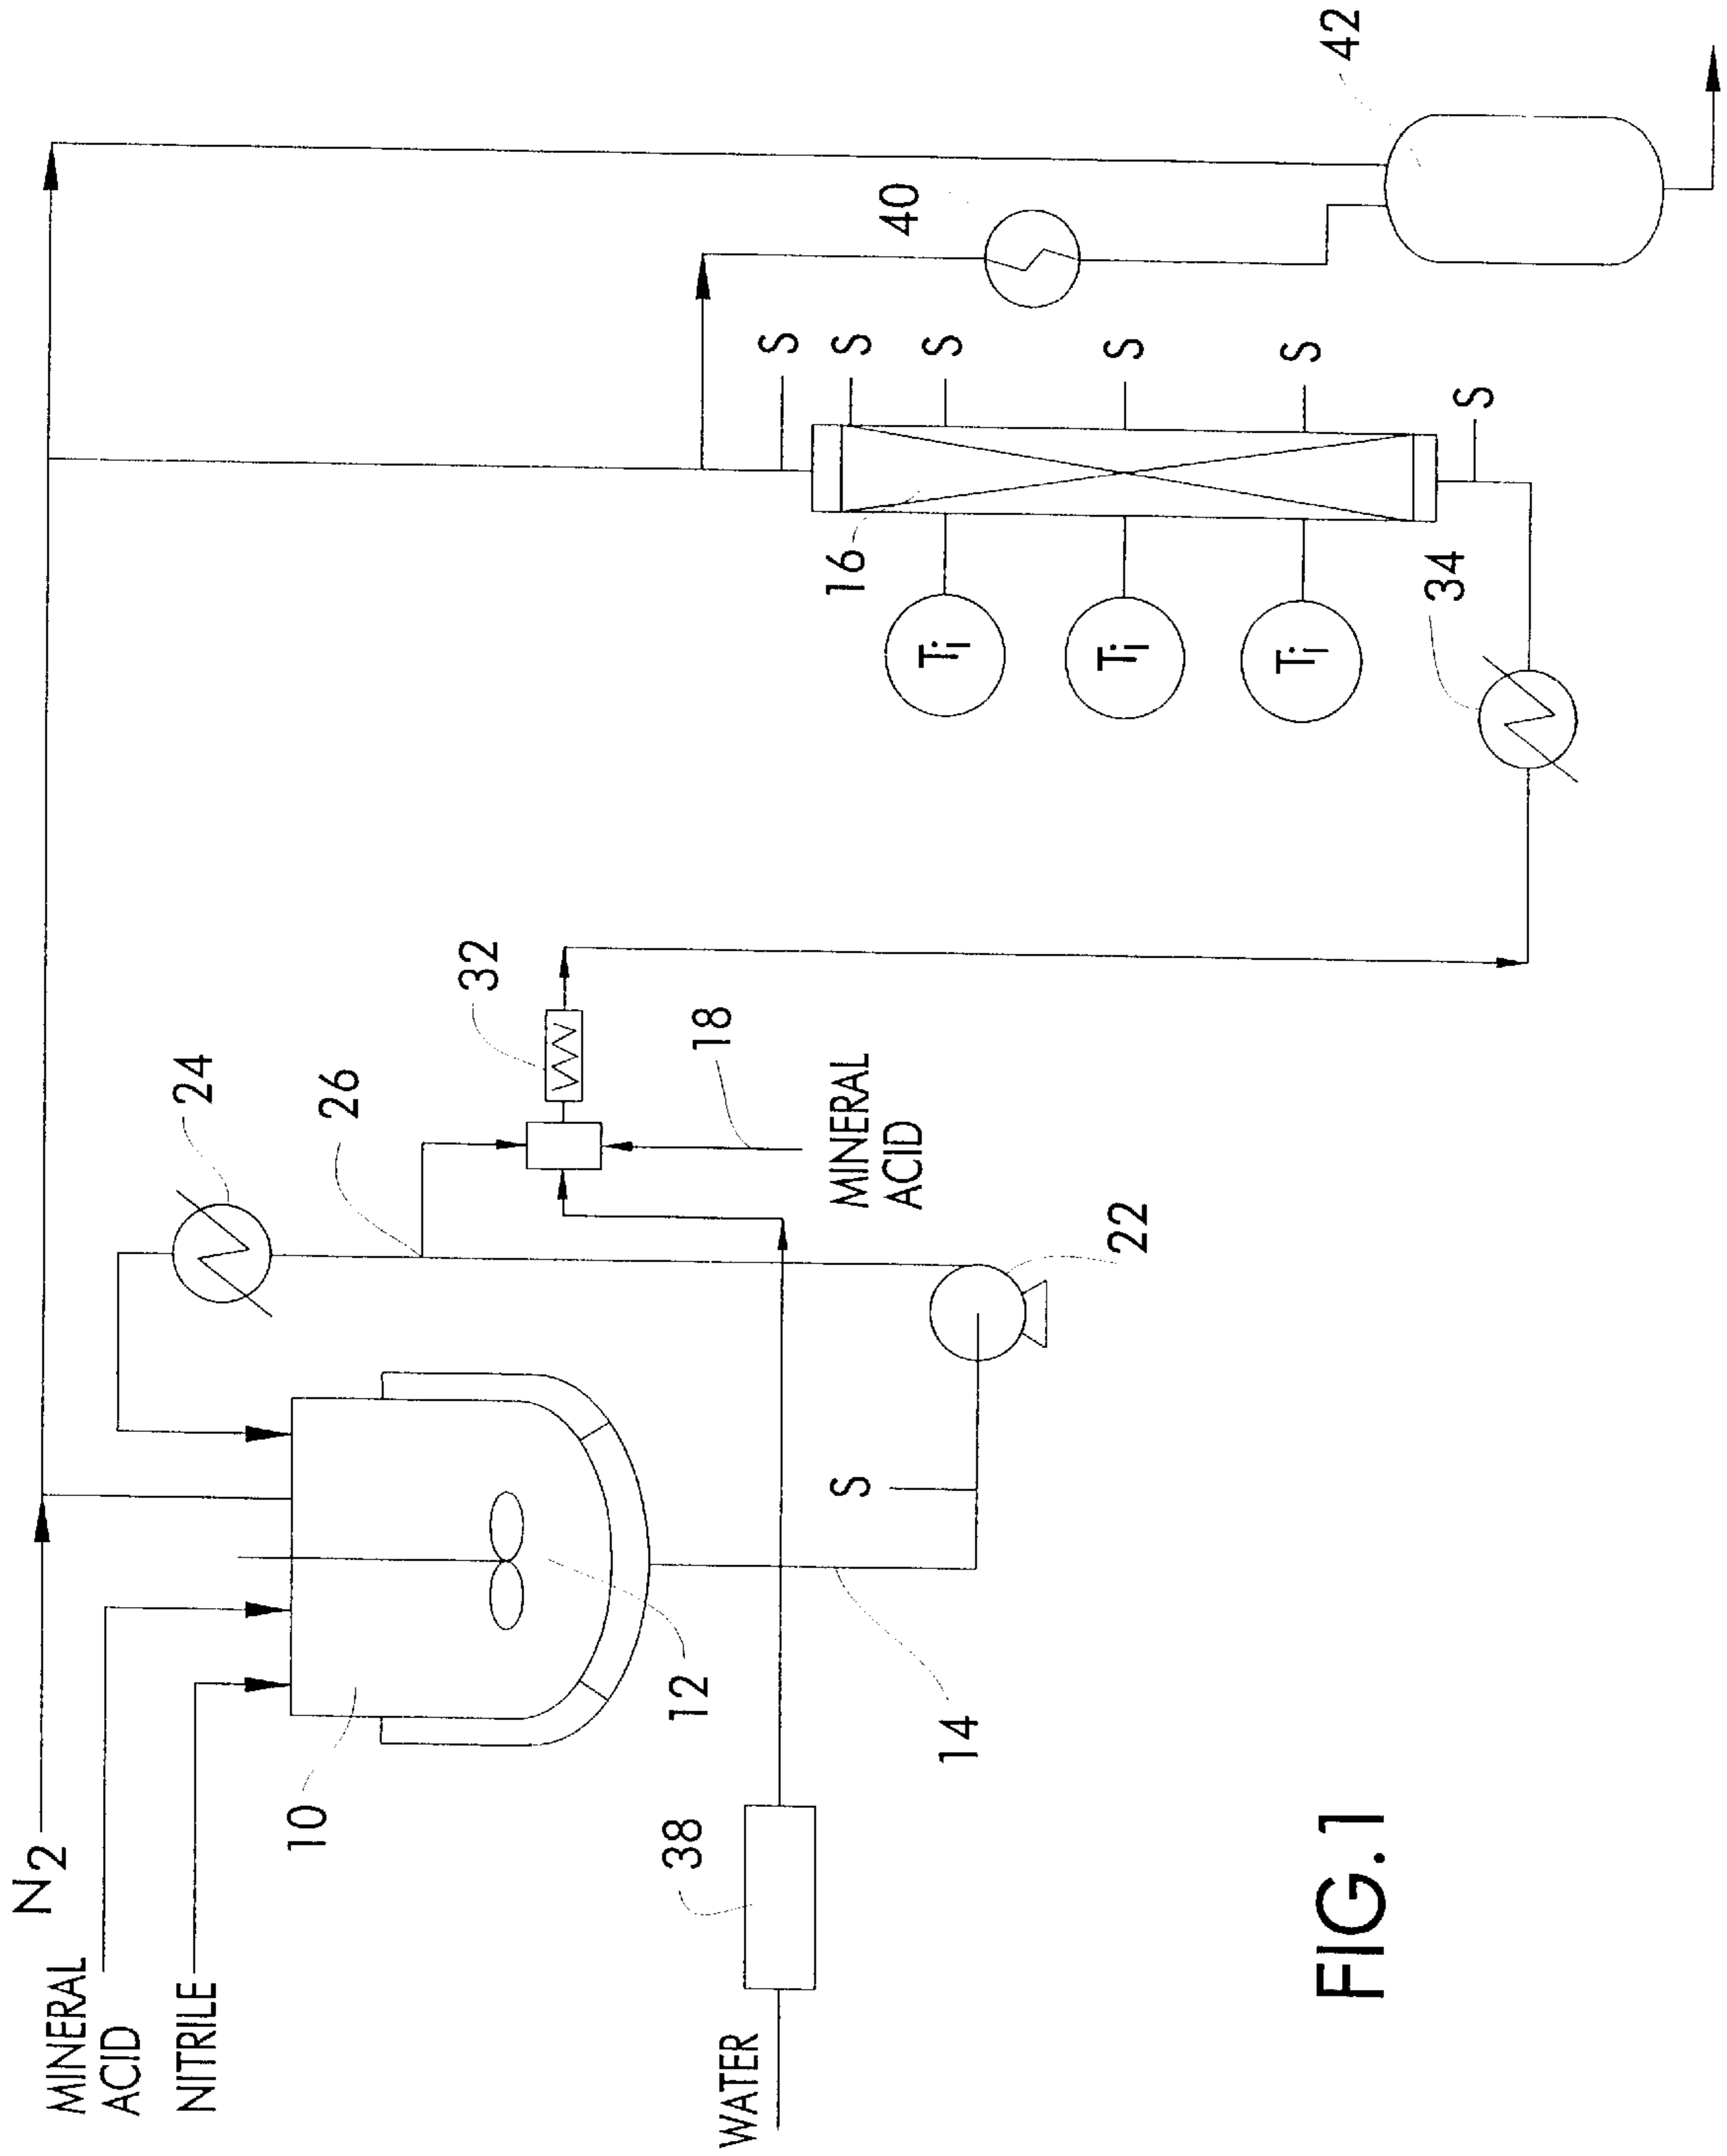 N2
MINERAL
ACID
NITRILE
10
12
14
24
26
32
18
MINERAL
ACID
22
S
WATER
38
S
S
S
S
S
S
16
Ti
Ti
Ti
34
40
42
FIG.1